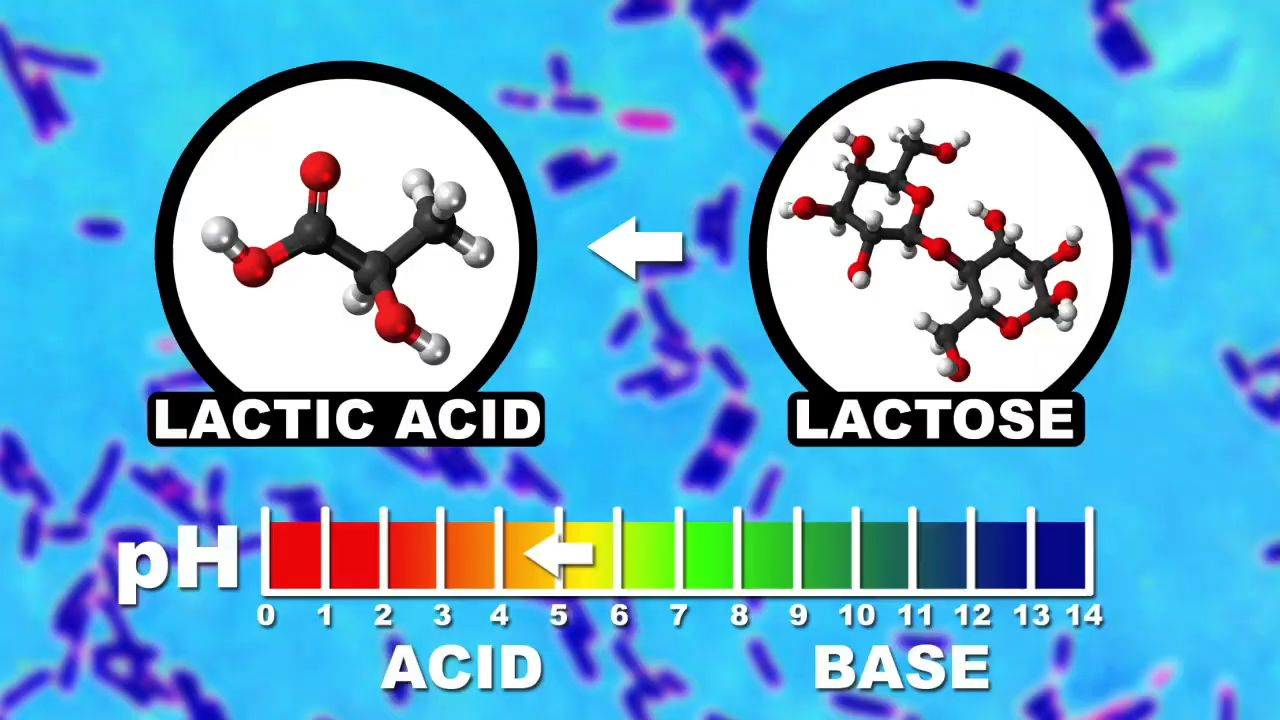 LACTIC ACID
LACTOSE
pH
0 1 2 3 4 5 6 7 8 9 10 11 12 13 14
ACID
BASE